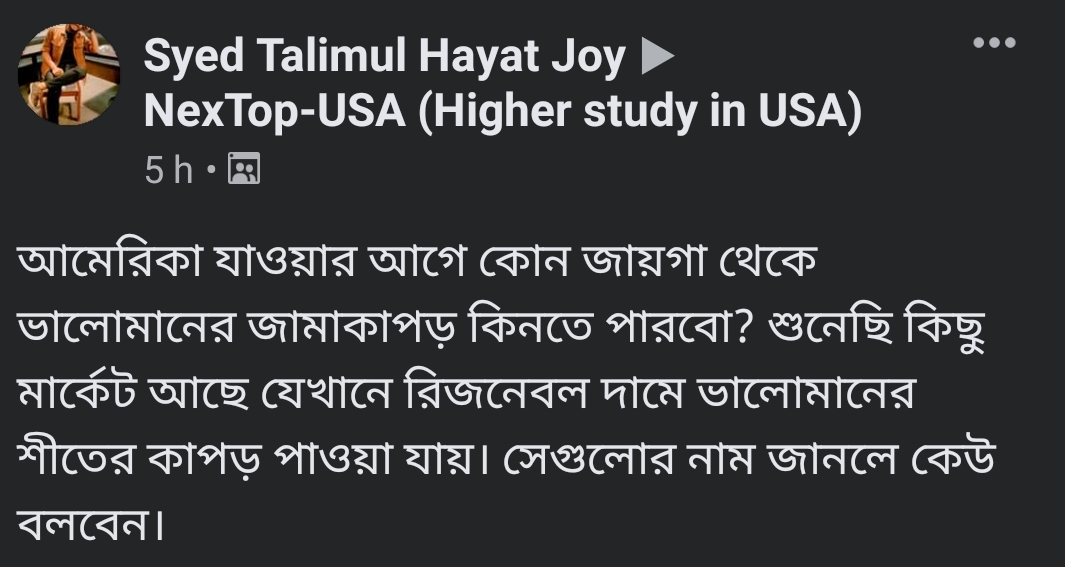 Syed Talimul Hayat Joy ▶
NexTop-USA (Higher study in USA)
5 h •
আমেরিকা যাওয়ার আগে কোন জায়গা থেকে
ভালোমানের জামাকাপড় কিনতে পারবো? শুনেছি কিছু
মার্কেট আছে যেখানে রিজনেবল দামে ভালোমানের
শীতের কাপড় পাওয়া যায়। সেগুলোর নাম জানলে কেউ
বলবেন।